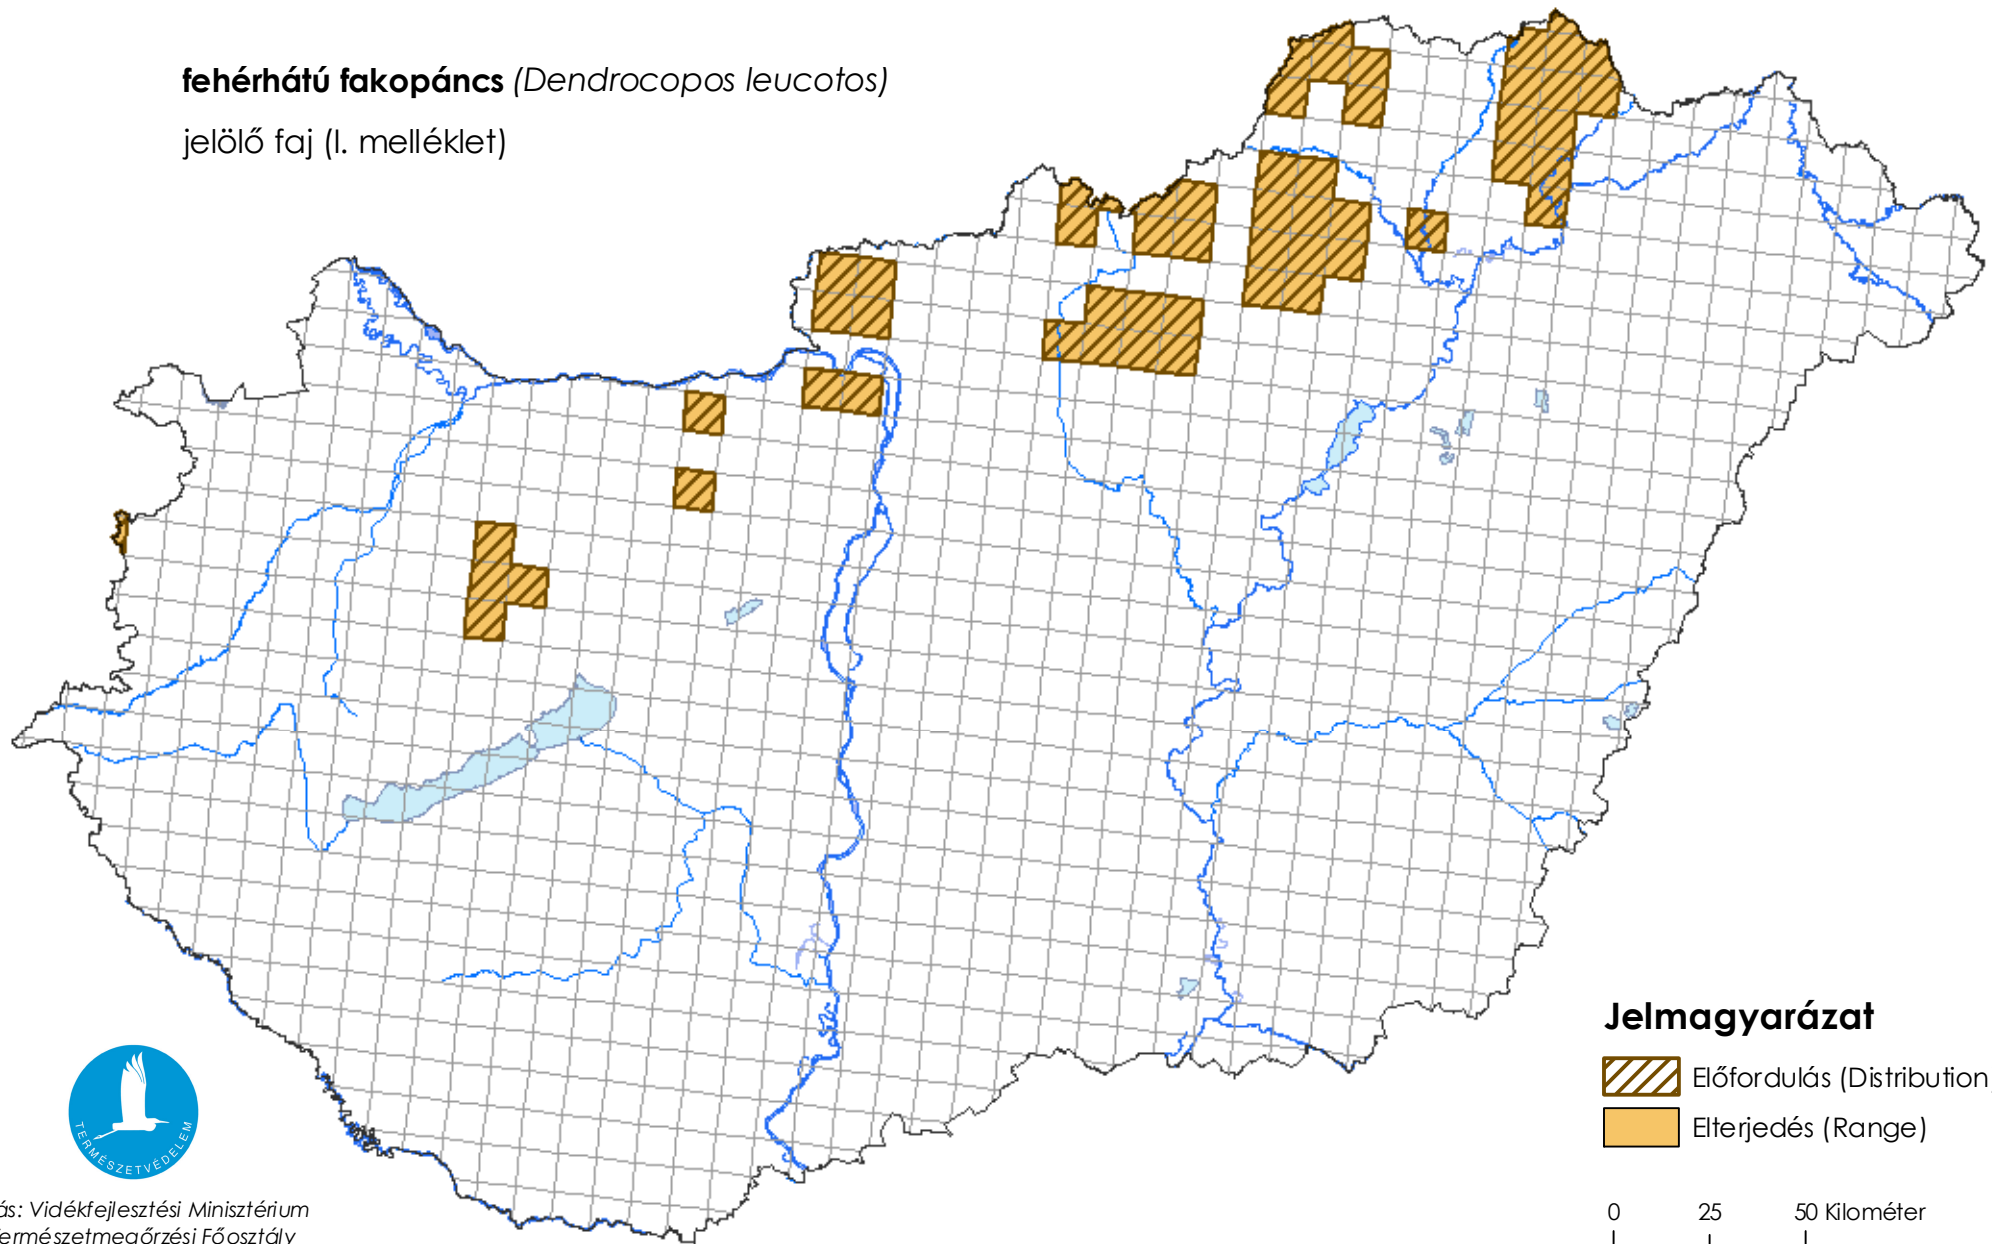 fehérhátú fakopáncs (Dendrocopos leucotos)
jelölő faj (I. melléklet)
TERMÉSZETVÉDELEM
Vidékfejlesztési Minisztérium
Természetmegőrzési Főosztály
Jelmagyarázat
Előfordulás (Distribution)
Elterjedés (Range)
0 25 50 Kilométer